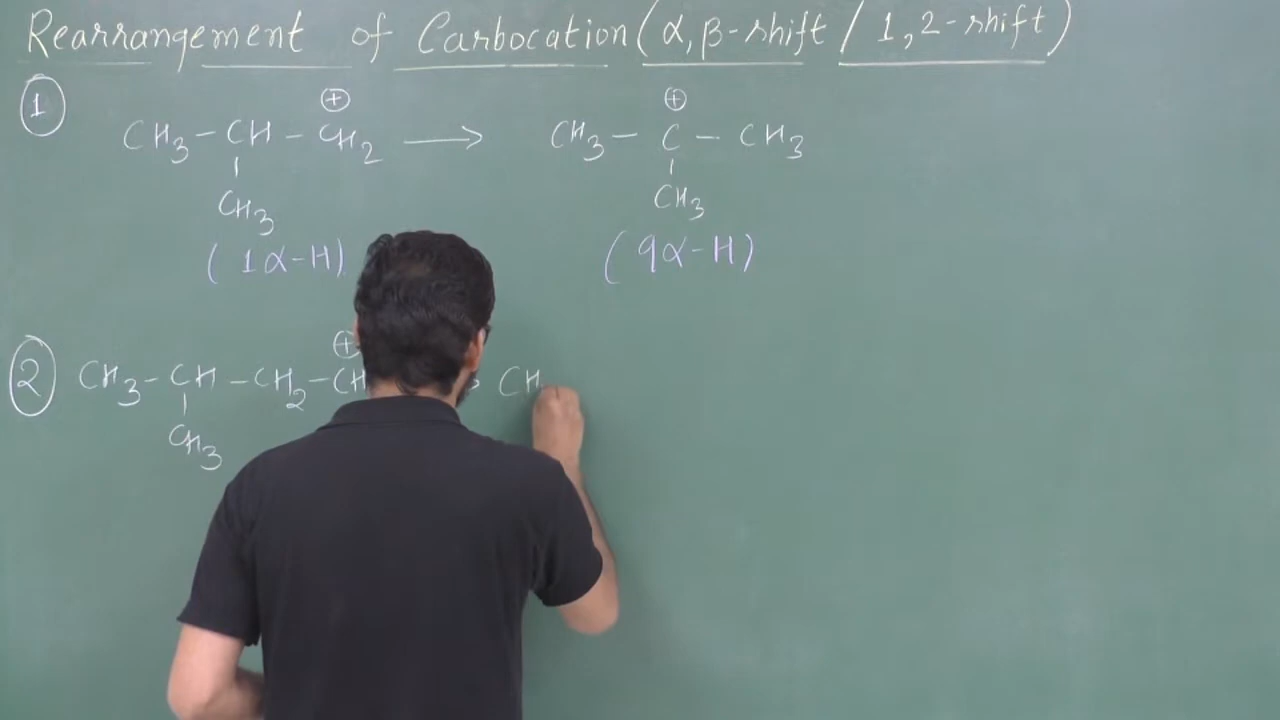 Rearrangement of Carbocation (α,β-shift / 1,2-shift)
① CH3 - CH - CH2 ⊕ ⟶ CH3 - C ⊕ - CH3
CH3 CH3
(1α-H) (9α-H)
② CH3 - CH - CH2 - CH ⊕ CH
CH3